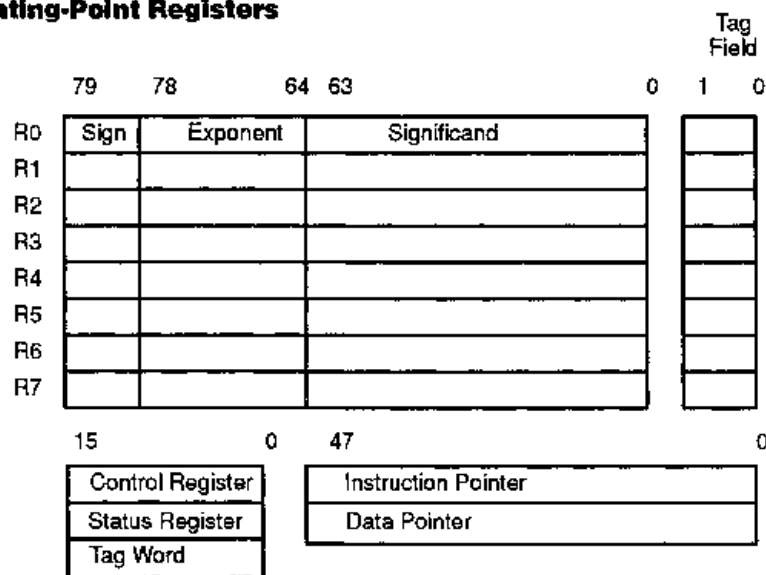 ating-Point Registers
Tag
Field
79 78 64 63 0 1 0
R0 Sign Exponent Significand
R1
R2
R3
R4
R5
R6
R7
15 0 47 0
Control Register Instruction Pointer
Status Register Data Pointer
Tag Word